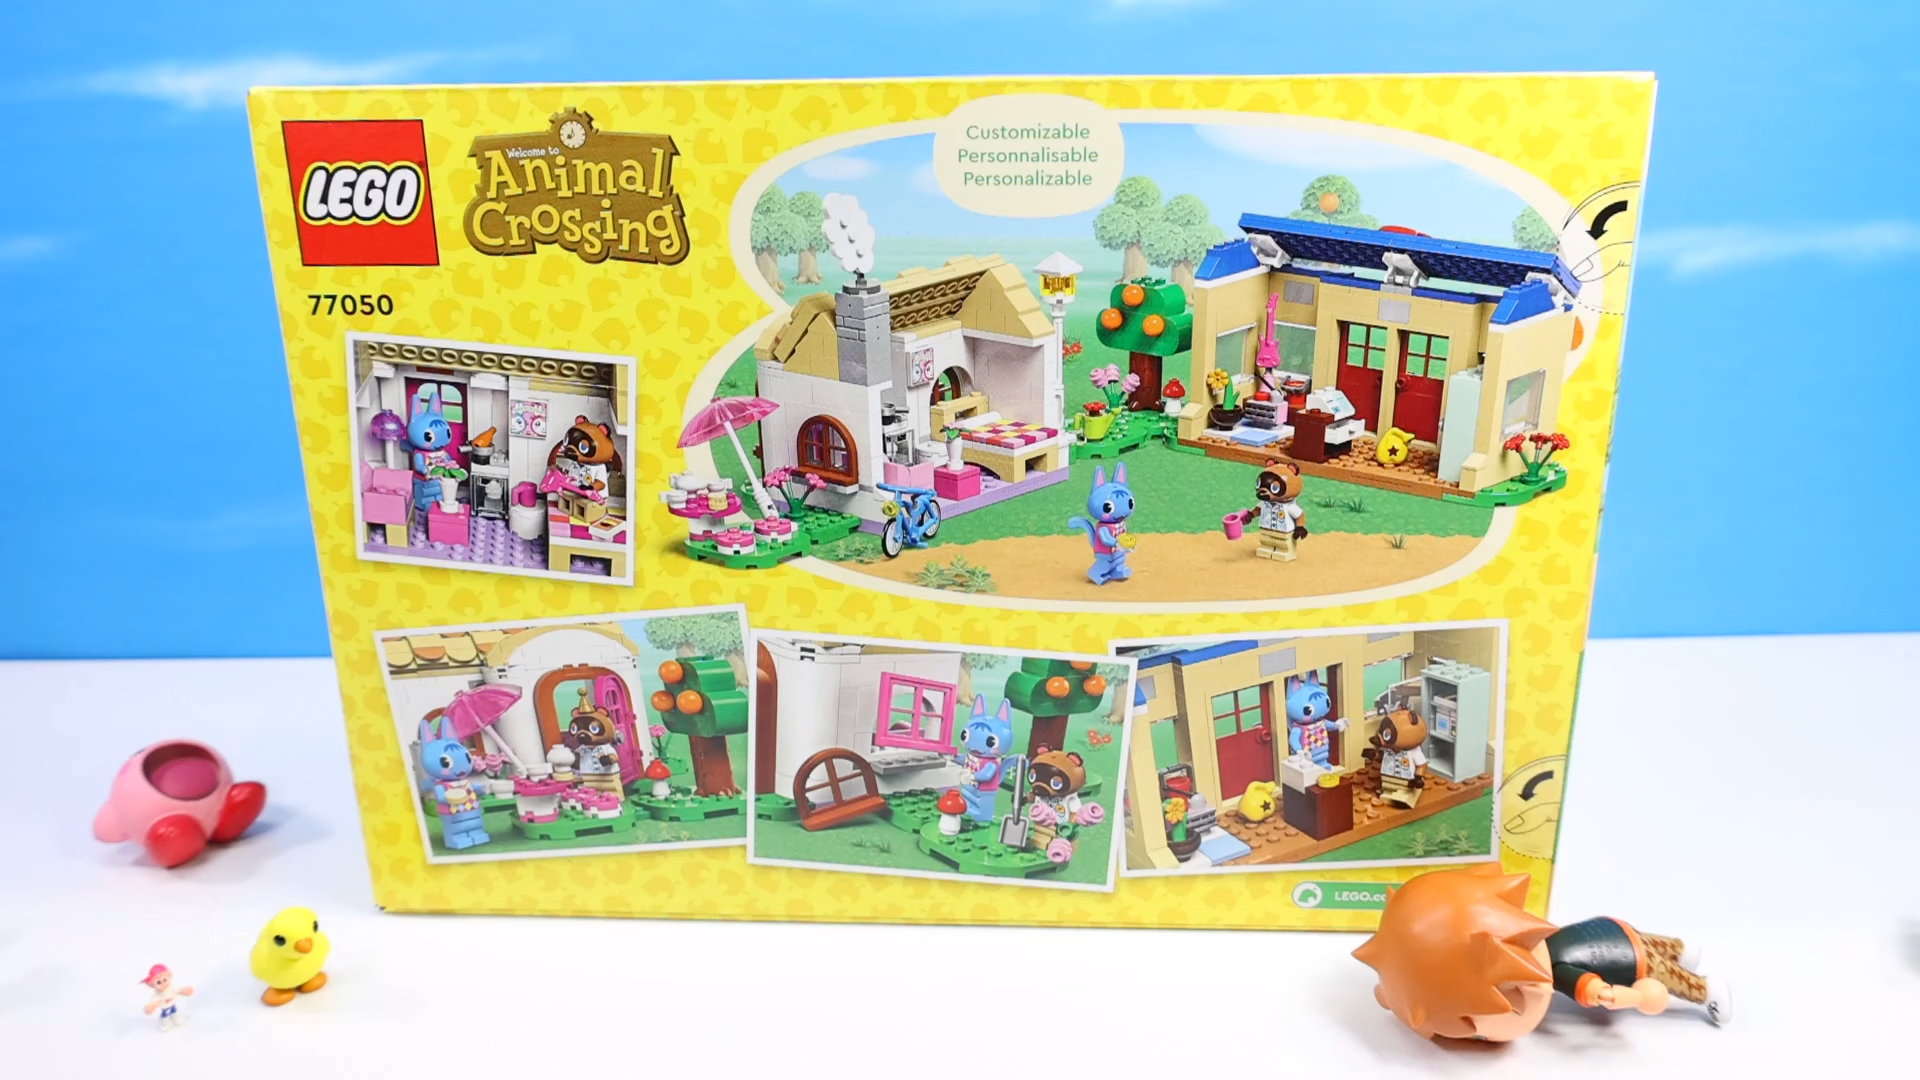 LEGO
Welcome to
Animal
Crossing
77050
Customizable
Personnalisable
Personalizable